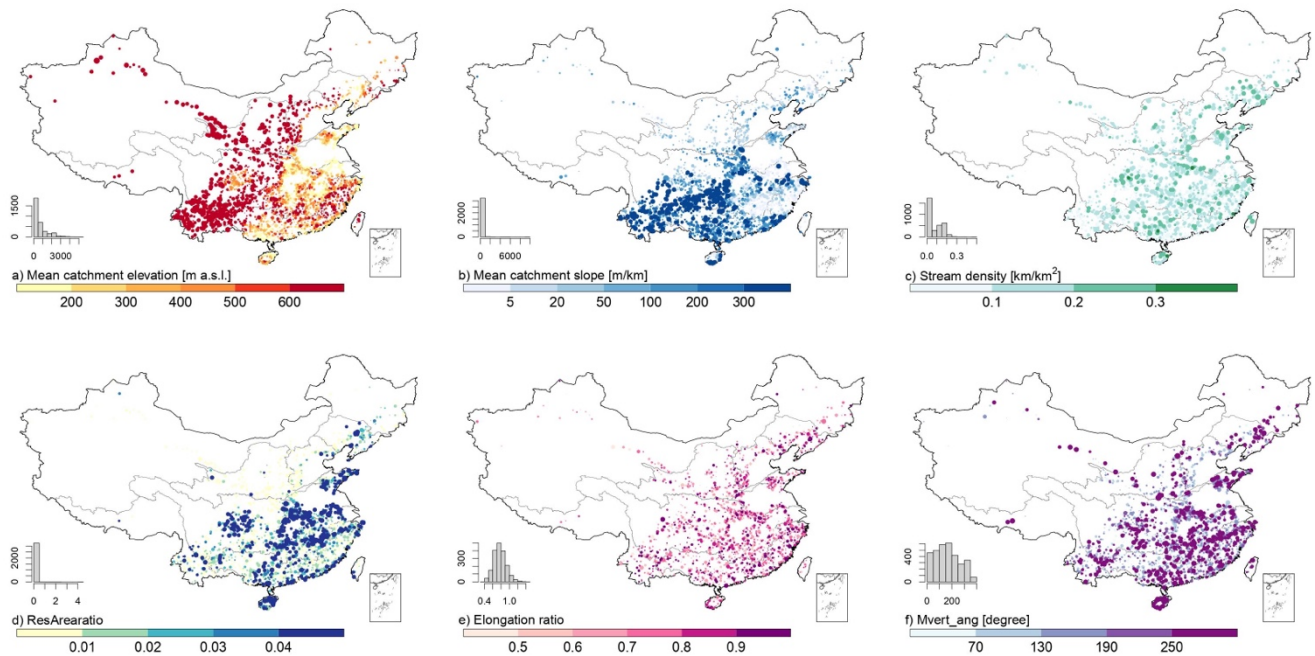 1500
0
0 3000
a) Mean catchment elevation [m a.s.l.]
200 300 400 500 600
2000
0
0 6000
b) Mean catchment slope [m/km]
5 20 50 100 200 300
1000
0
0.0 0.3
c) Stream density [km/km²]
0.1 0.2 0.3
2000
0
0 2 4
d) ResArearatio
0.01 0.02 0.03 0.04
300
0
0.4 1.0
e) Elongation ratio
0.5 0.6 0.7 0.8 0.9
400
0
0 200
f) Mvert_ang [degree]
70 130 190 250